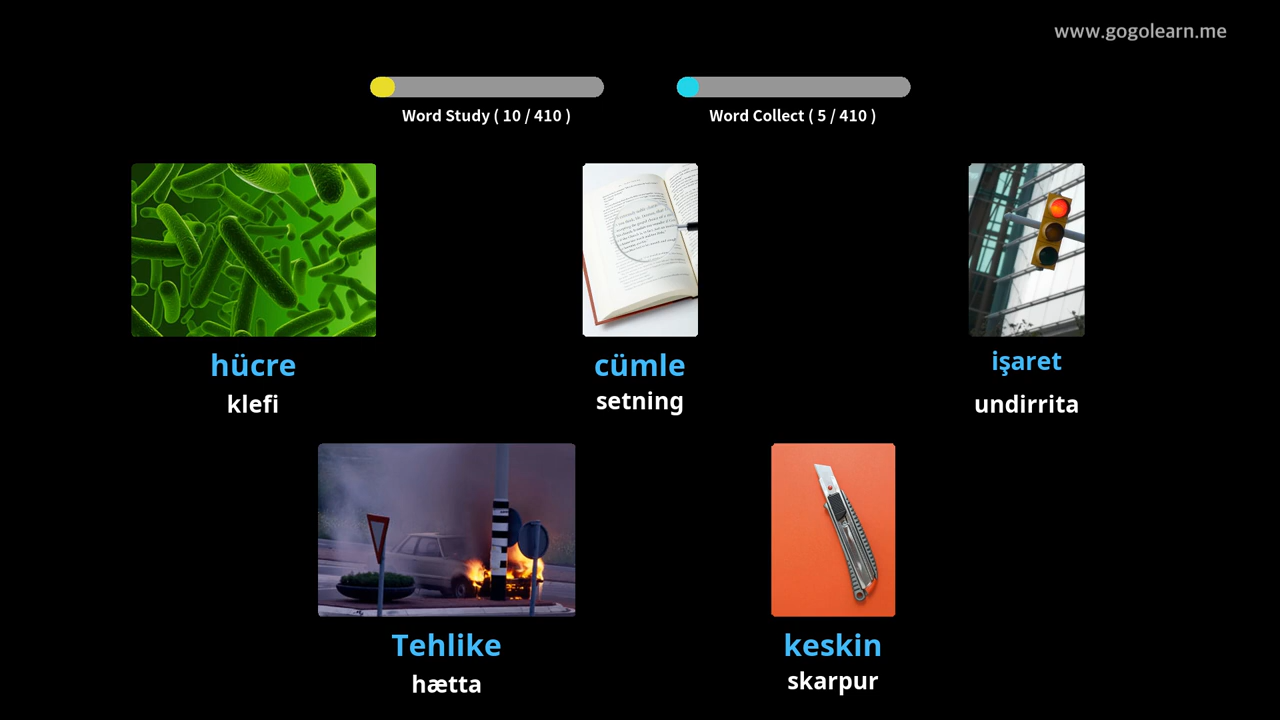 www.gogolearn.me
Word Study ( 10 / 410 )
Word Collect ( 5 / 410 )
hücre
klefi
cümle
setning
işaret
undirrita
Tehlike
hætta
keskin
skarpur